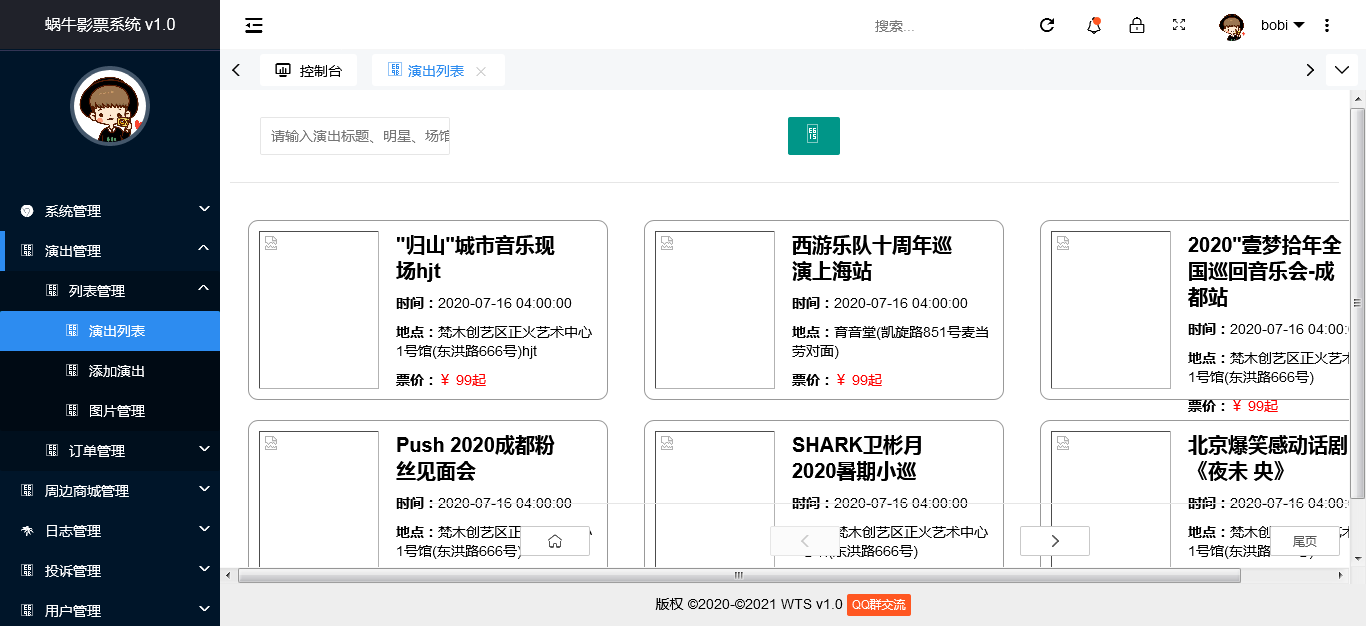 蜗牛影票系统 v1.0
搜索...
bobi
控制台
演出列表
请输入演出标题、明星、场馆
系统管理
演出管理
列表管理
演出列表
添加演出
图片管理
订单管理
周边商城管理
日志管理
投诉管理
用户管理
"归山"城市音乐现
场hjt
时间：2020-07-16 04:00:00
地点：梵木创艺区正火艺术中心
1号馆(东洪路666号)hjt
票价：￥ 99起
西游乐队十周年巡
演上海站
时间：2020-07-16 04:00:00
地点：育音堂(凯旋路851号麦当
劳对面)
票价：￥ 99起
2020"壹梦拾年全
国巡回音乐会-成
都站
时间：2020-07-16 04:00:
地点：梵木创艺区正火艺
1号馆(东洪路666号)
票价：￥ 99起
Push 2020成都粉
丝见面会
时间：2020-07-16 04:00:00
地点：梵木创艺区正
1号馆(东洪路666号)
SHARK卫彬月
2020暑期小巡
时间：2020-07-16 04:00:00
梵木创艺区正火艺术中心
(东洪路666号)
北京爆笑感动话剧
《夜未 央》
时间：2020-07-16 04:00:
地点：梵木创
1号馆(东洪路666号)
尾页
版权 ©2020-©2021 WTS v1.0 QQ群交流